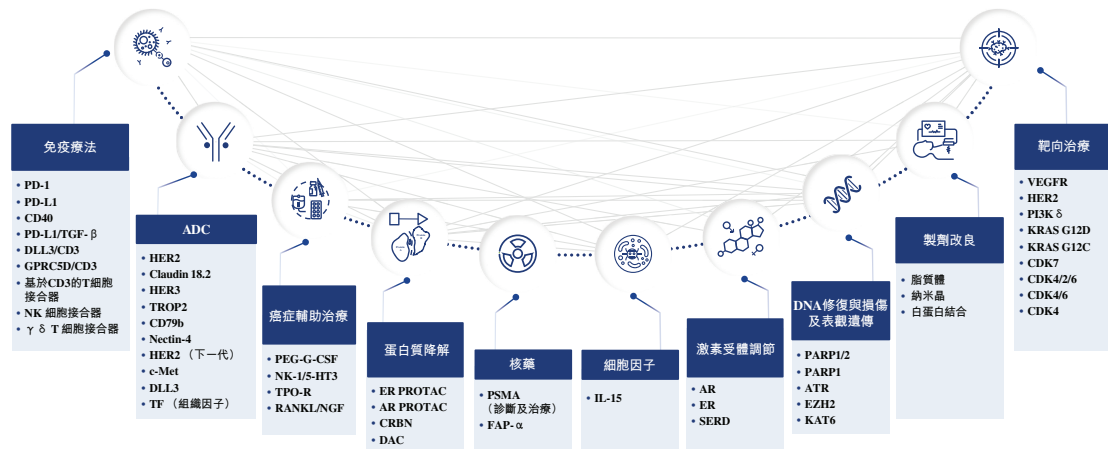 免疫療法
• PD-1
• PD-L1
• CD40
• PD-L1/TGF-β
• DLL3/CD3
• GPRC5D/CD3
• 基於CD3的T細胞
接合器
• NK 細胞接合器
• γ δ T 細胞接合器
ADC
• HER2
• Claudin 18.2
• HER3
• TROP2
• CD79b
• Nectin-4
• HER2 （下一代）
• c-Met
• DLL3
• TF （組織因子）
癌症輔助治療
• PEG-G-CSF
• NK-1/5-HT3
• TPO-R
• RANKL/NGF
蛋白質降解
• ER PROTAC
• AR PROTAC
• CRBN
• DAC
核藥
• PSMA
（診斷及治療）
• FAP-α
細胞因子
• IL-15
激素受體調節
• AR
• ER
• SERD
DNA修復與損傷
及表觀遺傳
• PARP1/2
• PARP1
• ATR
• EZH2
• KAT6
製劑改良
• 脂質體
• 納米晶
• 白蛋白結合
靶向治療
• VEGFR
• HER2
• PI3K δ
• KRAS G12D
• KRAS G12C
• CDK7
• CDK4/2/6
• CDK4/6
• CDK4